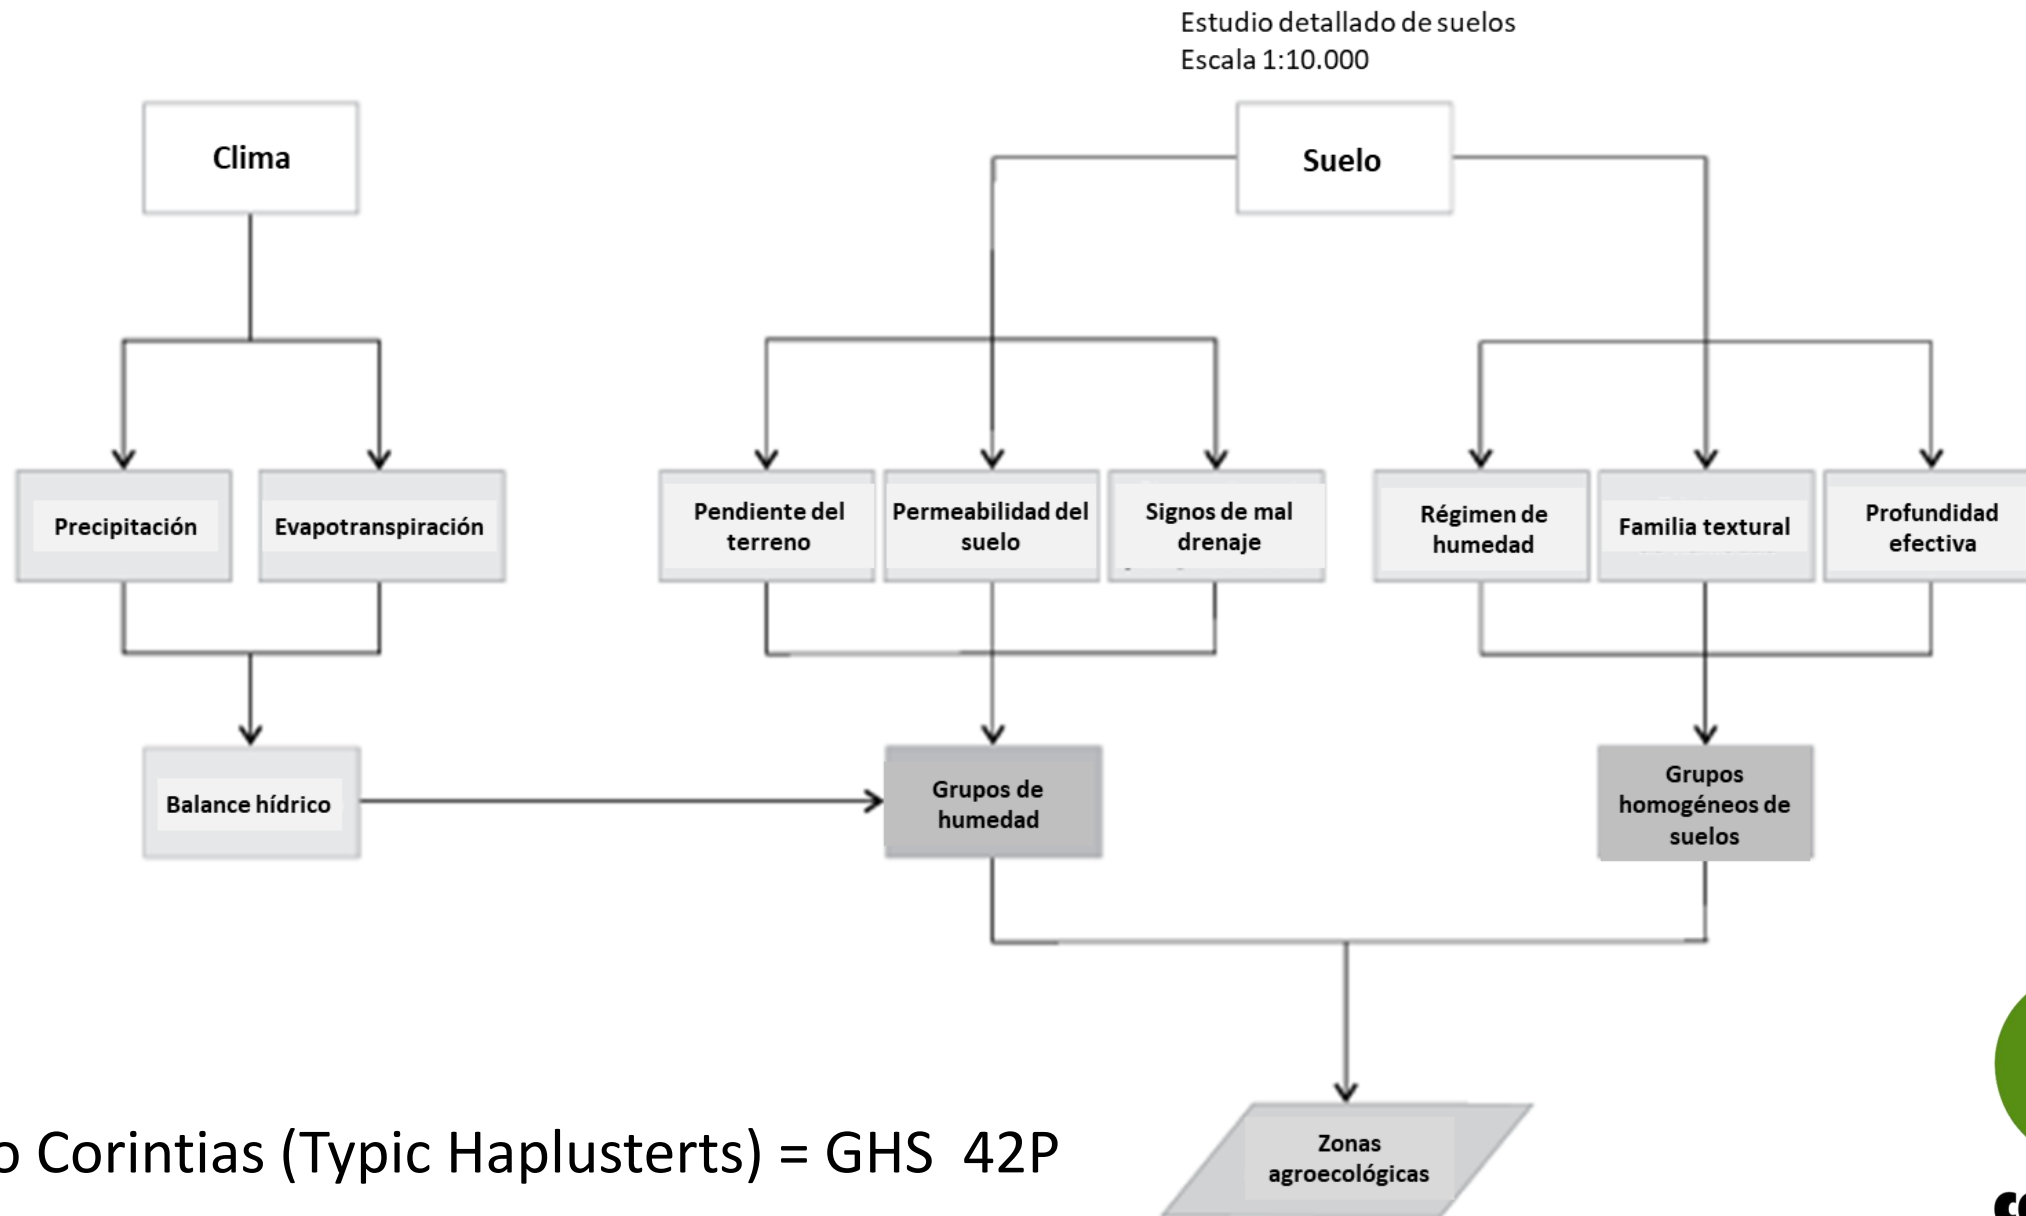 Estudio detallado de suelos
Escala 1:10.000
Clima
Suelo
Precipitación
Evapotranspiración
Pendiente del
terreno
Permeabilidad del
suelo
Signos de mal
drenaje
Régimen de
humedad
Familia textural
Profundidad
efectiva
Balance hídrico
Grupos de
humedad
Grupos
homogéneos de
suelos
Zonas
agroecológicas
Corintias (Typic Haplusterts) = GHS 42P